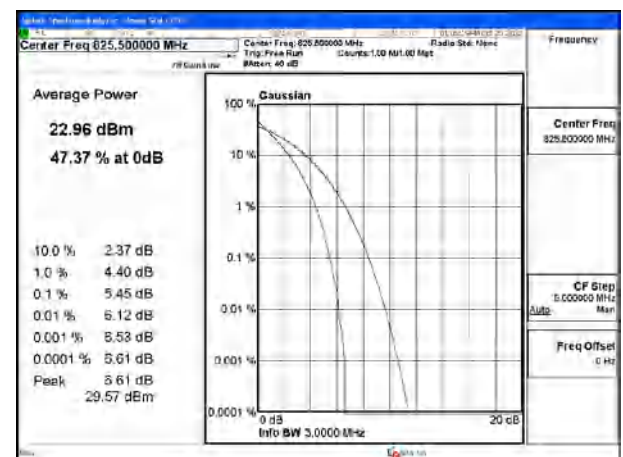 Center Freq 825.500000 MHz
Center Freq: 825.500000 MHz
Radio Std: None
Trig: Free Run
Counts:1.00 M/1.00 Mpt
#Atten: 40 dB
Frequency
Average Power
22.96 dBm
47.37 % at 0dB
10.0 % 2.37 dB
1.0 % 4.40 dB
0.1 % 5.45 dB
0.01 % 6.12 dB
0.001 % 6.53 dB
0.0001 % 6.61 dB
Peak 6.61 dB
29.57 dBm
Gaussian
100 %
10 %
1 %
0.1 %
0.01 %
0.001 %
0.0001 %
0 dB
20 dB
Info BW 3.0000 MHz
Center Freq
825.500000 MHz
CF Step
5.000000 MHz
Auto Man
Freq Offset
0 Hz